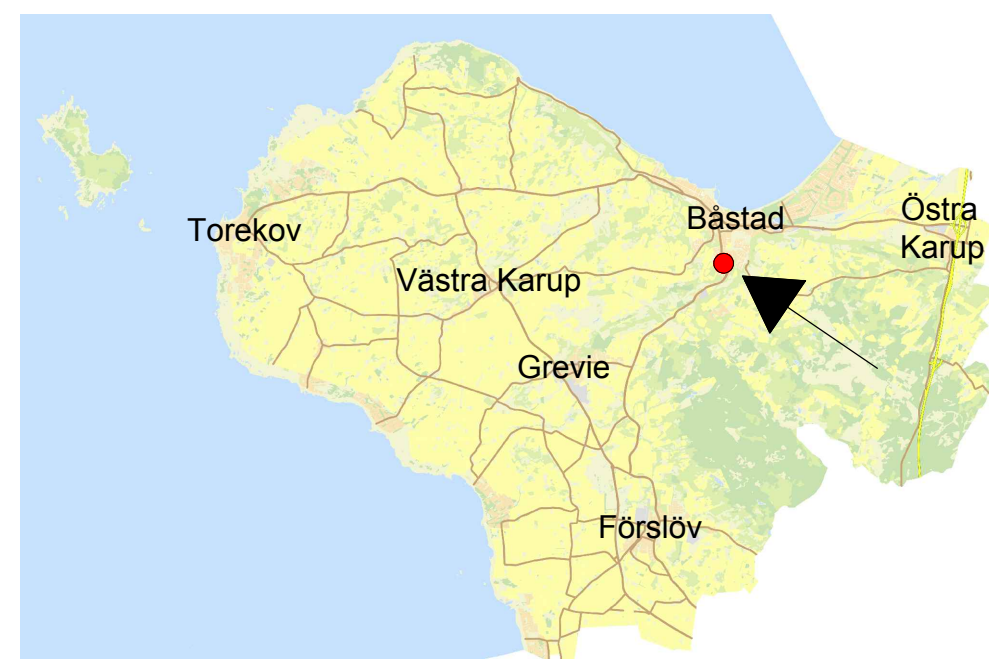 Båstad
Östra
Karup
Torekov
Västra Karup
Grevie
Förslöv